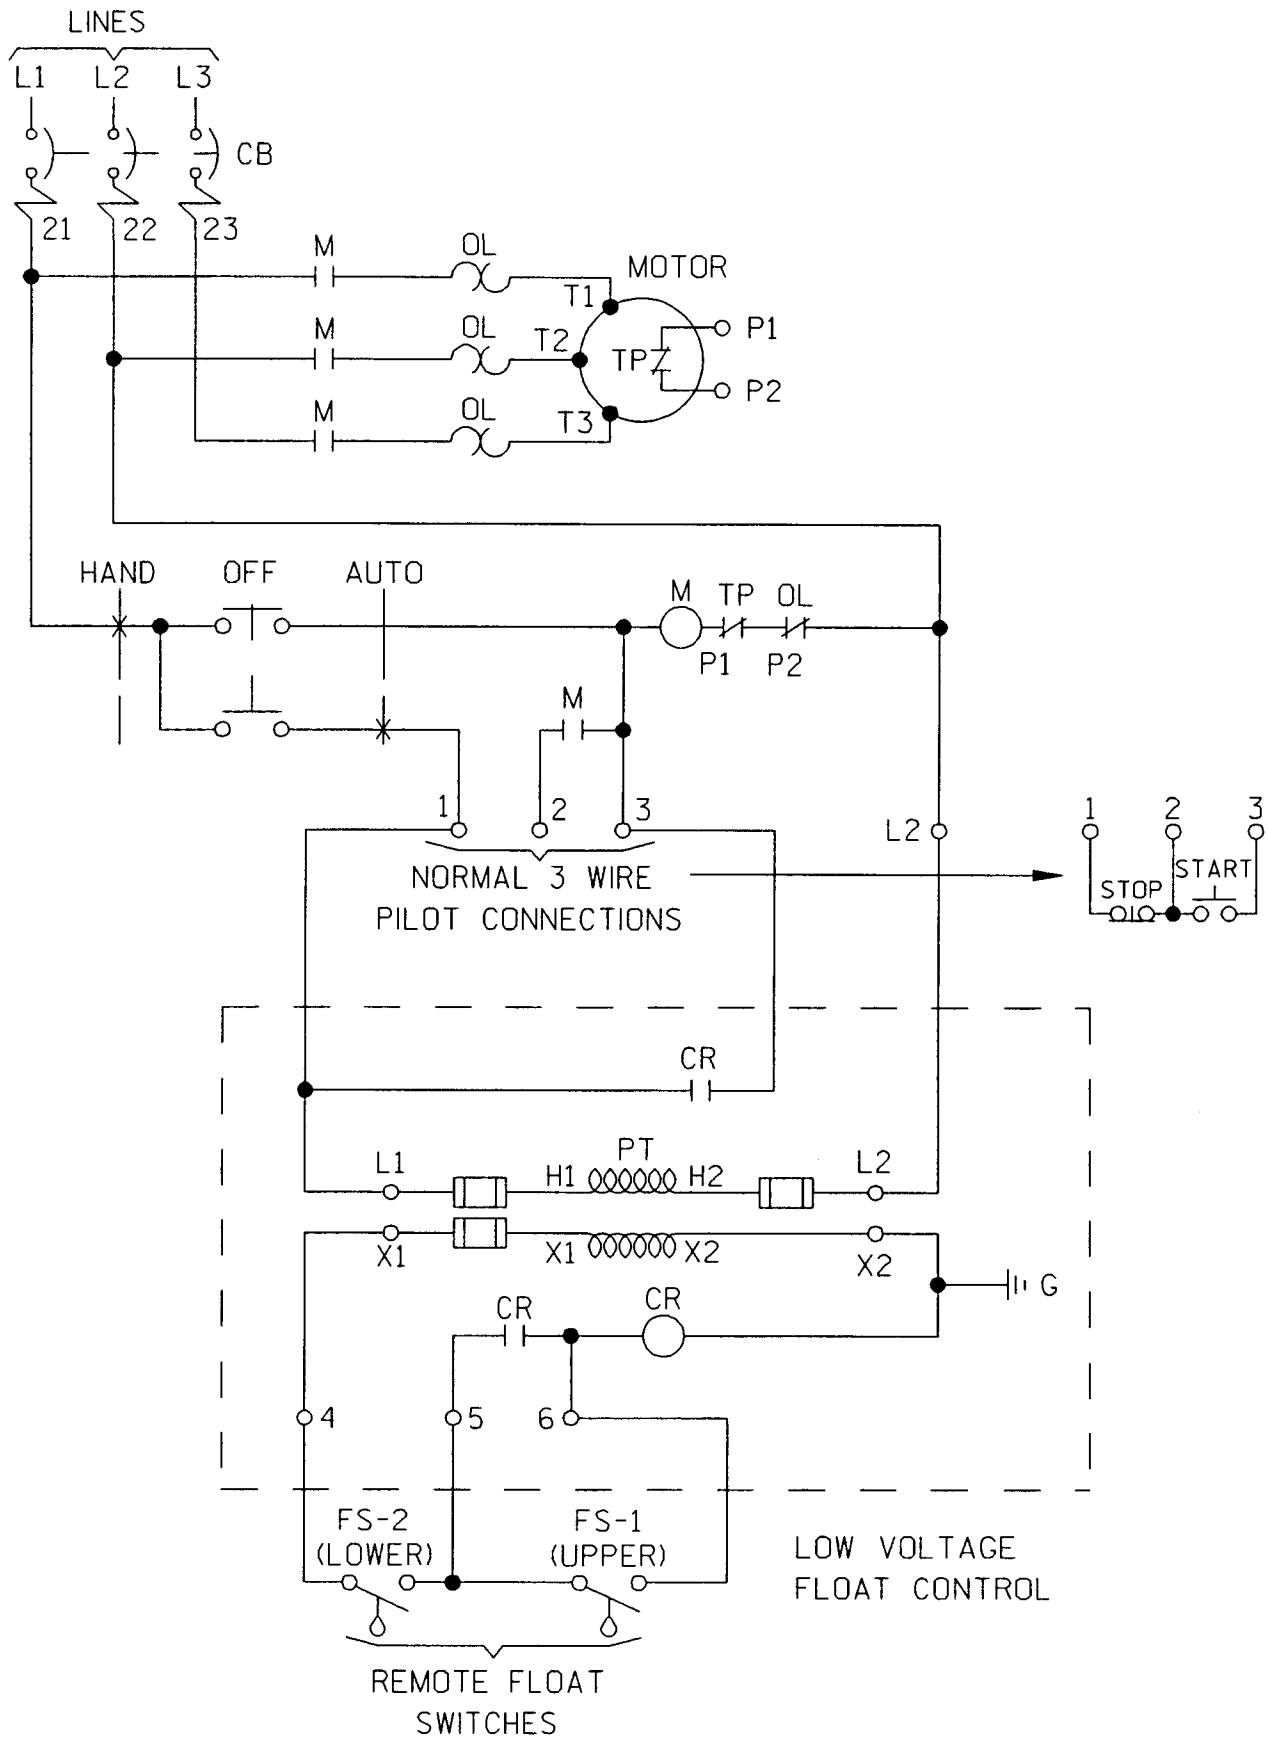 LINES
L1 L2 L3
CB
21 22 23
M OL
MOTOR
T1
M OL T2
TP
P1
P2
M OL T3
HAND OFF AUTO
M TP OL
P1 P2
M
1 2 3
L2
1 2 3
NORMAL 3 WIRE
PILOT CONNECTIONS
STOP START
CR
PT
L1 H1 H2 L2
X1 X1 X2 X2
G
CR CR
4 5 6
FS-2
(LOWER)
FS-1
(UPPER)
LOW VOLTAGE
FLOAT CONTROL
REMOTE FLOAT
SWITCHES